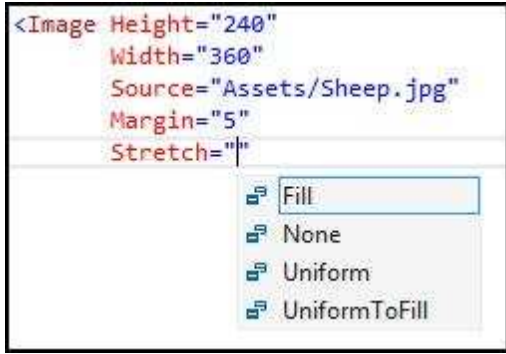 <Image Height="240"
Width="360"
Source="Assets/Sheep.jpg"
Margin="5"
Stretch=""
Fill
None
Uniform
UniformToFill